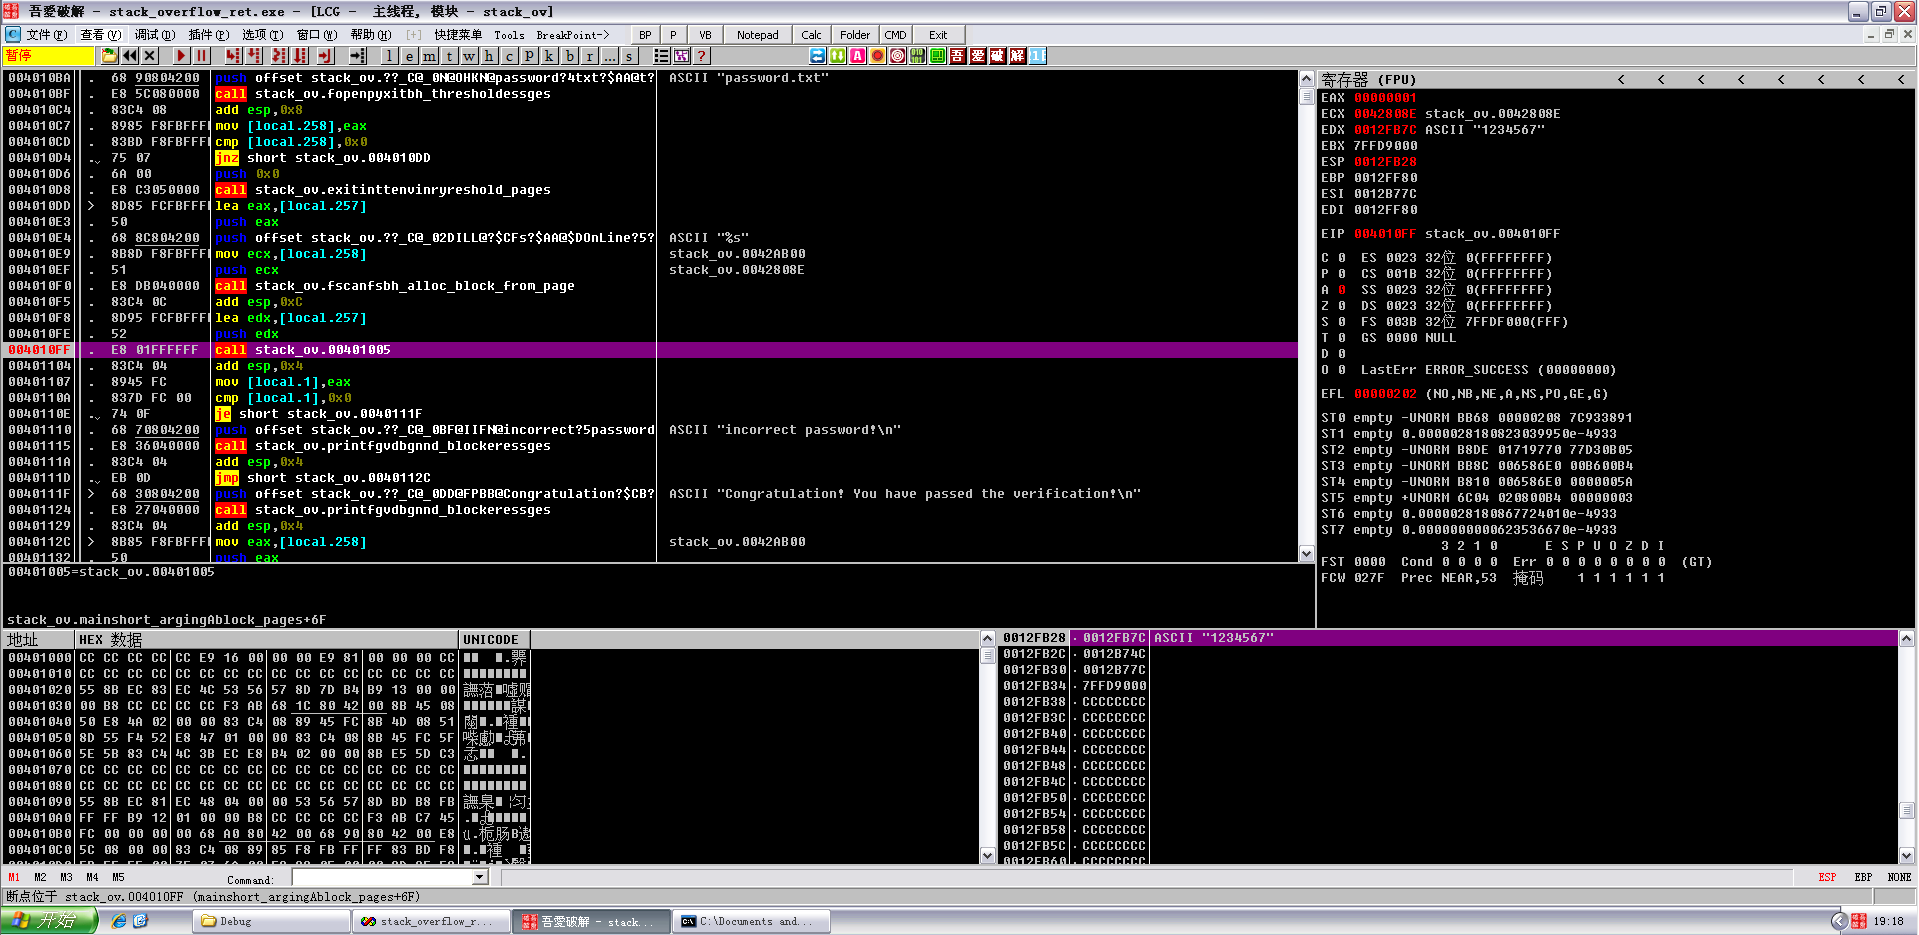 吾爱破解 - stack_overflow_ret.exe - [LCG - 主线程, 模块 - stack_ov]
文件(F) 查看(V) 调试(D) 插件(P) 选项(T) 窗口(W) 帮助(H) [+] 快捷菜单 Tools BreakPoint-> BP P VB Notepad Calc Folder CMD Exit
暂停 l e m t w h c P k b r ... s ?
004010BA . 68 90804200 push offset stack_ov.??_C@_0N@OHKN@password?4txt?$AA@t? ASCII "password.txt"
004010BF . E8 5C080000 call stack_ov.fopenpyxitbh_thresholdessges
004010C4 . 83C4 08 add esp,0x8
004010C7 . 8985 F8FBFFFF mov [local.258],eax
004010CD . 83BD F8FBFFFF cmp [local.258],0x0
004010D4 . 75 07 jnz short stack_ov.004010DD
004010D6 . 6A 00 push 0x0
004010D8 . E8 C3050000 call stack_ov.exitinttenvinryreshold_pages
004010DD > 8D85 FCFBFFFF lea eax,[local.257]
004010E3 . 50 push eax
004010E4 . 68 8C804200 push offset stack_ov.??_C@_02DILL@?$CFs?$AA@$DOnLine?5? ASCII "%s"
004010E9 . 8B8D F8FBFFFF mov ecx,[local.258] stack_ov.0042AB00
004010EF . 51 push ecx stack_ov.0042808E
004010F0 . E8 DB040000 call stack_ov.fscanfsbh_alloc_block_from_page
004010F5 . 83C4 0C add esp,0xC
004010F8 . 8D95 FCFBFFFF lea edx,[local.257]
004010FE . 52 push edx
004010FF . E8 01FFFFFF call stack_ov.00401005
00401104 . 83C4 04 add esp,0x4
00401107 . 8945 FC mov [local.1],eax
0040110A . 837D FC 00 cmp [local.1],0x0
0040110E . 74 0F je short stack_ov.0040111F
00401110 . 68 70804200 push offset stack_ov.??_C@_0BF@IIFN@incorrect?5password ASCII "incorrect password!\n"
00401115 . E8 36040000 call stack_ov.printfgvdbgnnd_blockeressges
0040111A . 83C4 04 add esp,0x4
0040111D . EB 0D jmp short stack_ov.0040112C
0040111F > 68 30804200 push offset stack_ov.??_C@_0DD@FPBB@Congratulation?$CB? ASCII "Congratulation! You have passed the verification!\n"
00401124 . E8 27040000 call stack_ov.printfgvdbgnnd_blockeressges
00401129 . 83C4 04 add esp,0x4
0040112C > 8B85 F8FBFFFF mov eax,[local.258] stack_ov.0042AB00
00401132 . 50 push eax
00401005=stack_ov.00401005
stack_ov.mainshort_argingAblock_pages+6F
寄存器 (FPU) < < < < < < < <
EAX 00000001
ECX 0042808E stack_ov.0042808E
EDX 0012FB7C ASCII "1234567"
EBX 7FFD9000
ESP 0012FB28
EBP 0012FF80
ESI 0012B77C
EDI 0012FF80
EIP 004010FF stack_ov.004010FF
C 0 ES 0023 32位 0(FFFFFFFF)
P 0 CS 001B 32位 0(FFFFFFFF)
A 0 SS 0023 32位 0(FFFFFFFF)
Z 0 DS 0023 32位 0(FFFFFFFF)
S 0 FS 003B 32位 7FFDF000(FFF)
T 0 GS 0000 NULL
D 0
O 0 LastErr ERROR_SUCCESS (00000000)
EFL 00000202 (NO,NB,NE,A,NS,PO,GE,G)
ST0 empty -UNORM BB68 00000208 7C933891
ST1 empty 0.0000028180823039950e-4933
ST2 empty -UNORM B8DE 01719770 77D30B05
ST3 empty -UNORM BB8C 006586E0 00B600B4
ST4 empty -UNORM B810 006586E0 0000005A
ST5 empty +UNORM 6C04 020800B4 00000003
ST6 empty 0.0000028180867724010e-4933
ST7 empty 0.0000000000623536670e-4933
3 2 1 0 E S P U O Z D I
FST 0000 Cond 0 0 0 0 Err 0 0 0 0 0 0 0 0 (GT)
FCW 027F Prec NEAR,53 掩码 1 1 1 1 1 1
地址 HEX 数据 UNICODE
00401000 CC CC CC CC CC E9 16 00 00 00 E9 81 00 00 00 CC
00401010 CC CC CC CC CC CC CC CC CC CC CC CC CC CC CC CC
00401020 55 8B EC 83 EC 4C 53 56 57 8D 7D B4 B9 13 00 00
00401030 00 B8 CC CC CC CC F3 AB 68 1C 80 42 00 8B 45 08
00401040 50 E8 4A 02 00 00 83 C4 08 89 45 FC 8B 4D 08 51
00401050 8D 55 F4 52 E8 47 01 00 00 83 C4 08 8B 45 FC 5F
00401060 5E 5B 83 C4 4C 3B EC E8 B4 02 00 00 8B E5 5D C3
00401070 CC CC CC CC CC CC CC CC CC CC CC CC CC CC CC CC
00401080 CC CC CC CC CC CC CC CC CC CC CC CC CC CC CC CC
00401090 55 8B EC 81 EC 48 04 00 00 53 56 57 8D BD B8 FB
004010A0 FF FF B9 12 01 00 00 B8 CC CC CC CC F3 AB C7 45
004010B0 FC 00 00 00 00 68 A0 80 42 00 68 90 80 42 00 E8
004010C0 5C 08 00 00 83 C4 08 89 85 F8 FB FF FF 83 BD F8
0012FB28 0012FB7C ASCII "1234567"
0012FB2C 0012B74C
0012FB30 0012B77C
0012FB34 7FFD9000
0012FB38 CCCCCCCC
0012FB3C CCCCCCCC
0012FB40 CCCCCCCC
0012FB44 CCCCCCCC
0012FB48 CCCCCCCC
0012FB4C CCCCCCCC
0012FB50 CCCCCCCC
0012FB54 CCCCCCCC
0012FB58 CCCCCCCC
0012FB5C CCCCCCCC
0012FB60 CCCCCCCC
M1 M2 M3 M4 M5 Command: ESP EBP NONE
断点位于 stack_ov.004010FF (mainshort_argingAblock_pages+6F)
开始 Debug stack_overflow_r... 吾爱破解 - stack... C:\Documents and... 19:18